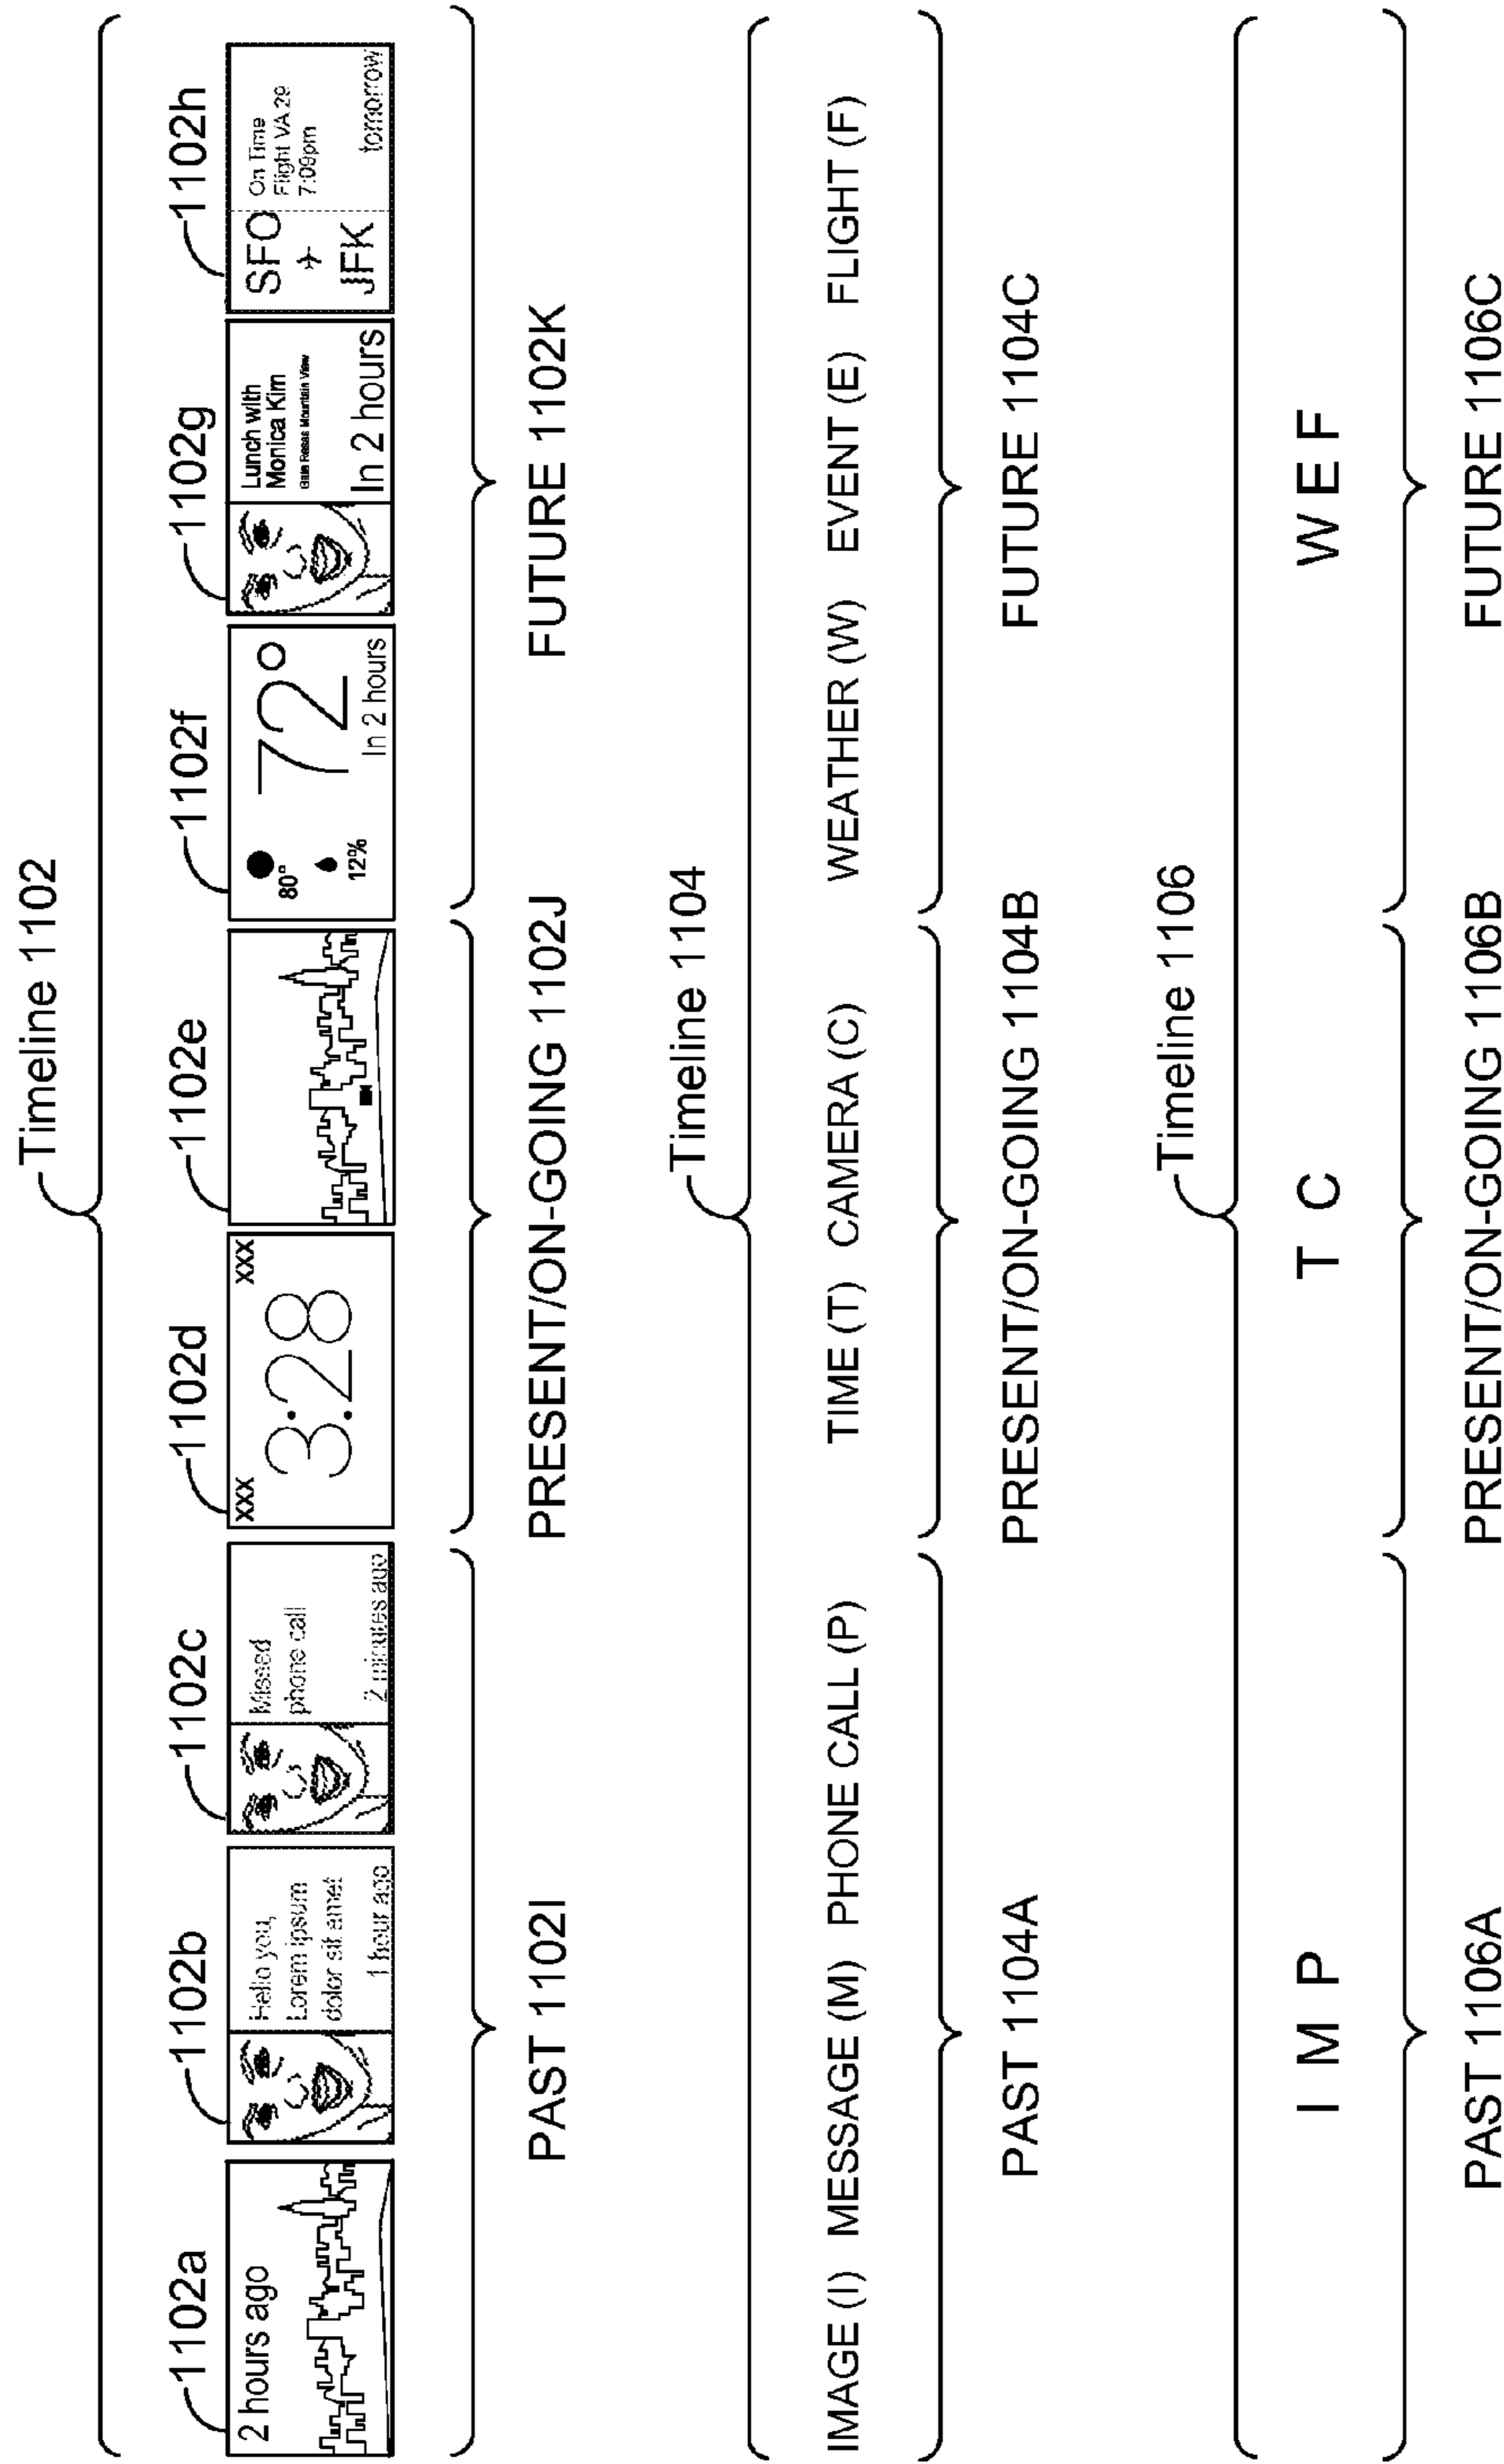 Timeline 1102
1102a
1102b
1102c
1102d
1102e
1102f
1102g
1102h
2 hours ago
Hello you,
Lorem ipsum
dolor sit amet
1 hour ago
Missed
phone call
2 minutes ago
xxx xxx
3:28
80°
12%
72°
In 2 hours
Lunch with
Monica Kim
Mountain View
In 2 hours
SFO
JFK
On Time
Flight VA 29
7:09pm
tomorrow
PAST 1102I
PRESENT/ON-GOING 1102J
FUTURE 1102K
Timeline 1104
IMAGE (I) MESSAGE (M) PHONE CALL (P)
TIME (T) CAMERA (C)
WEATHER (W) EVENT (E) FLIGHT (F)
PAST 1104A
PRESENT/ON-GOING 1104B
FUTURE 1104C
Timeline 1106
I M P
T C
W E F
PAST 1106A
PRESENT/ON-GOING 1106B
FUTURE 1106C